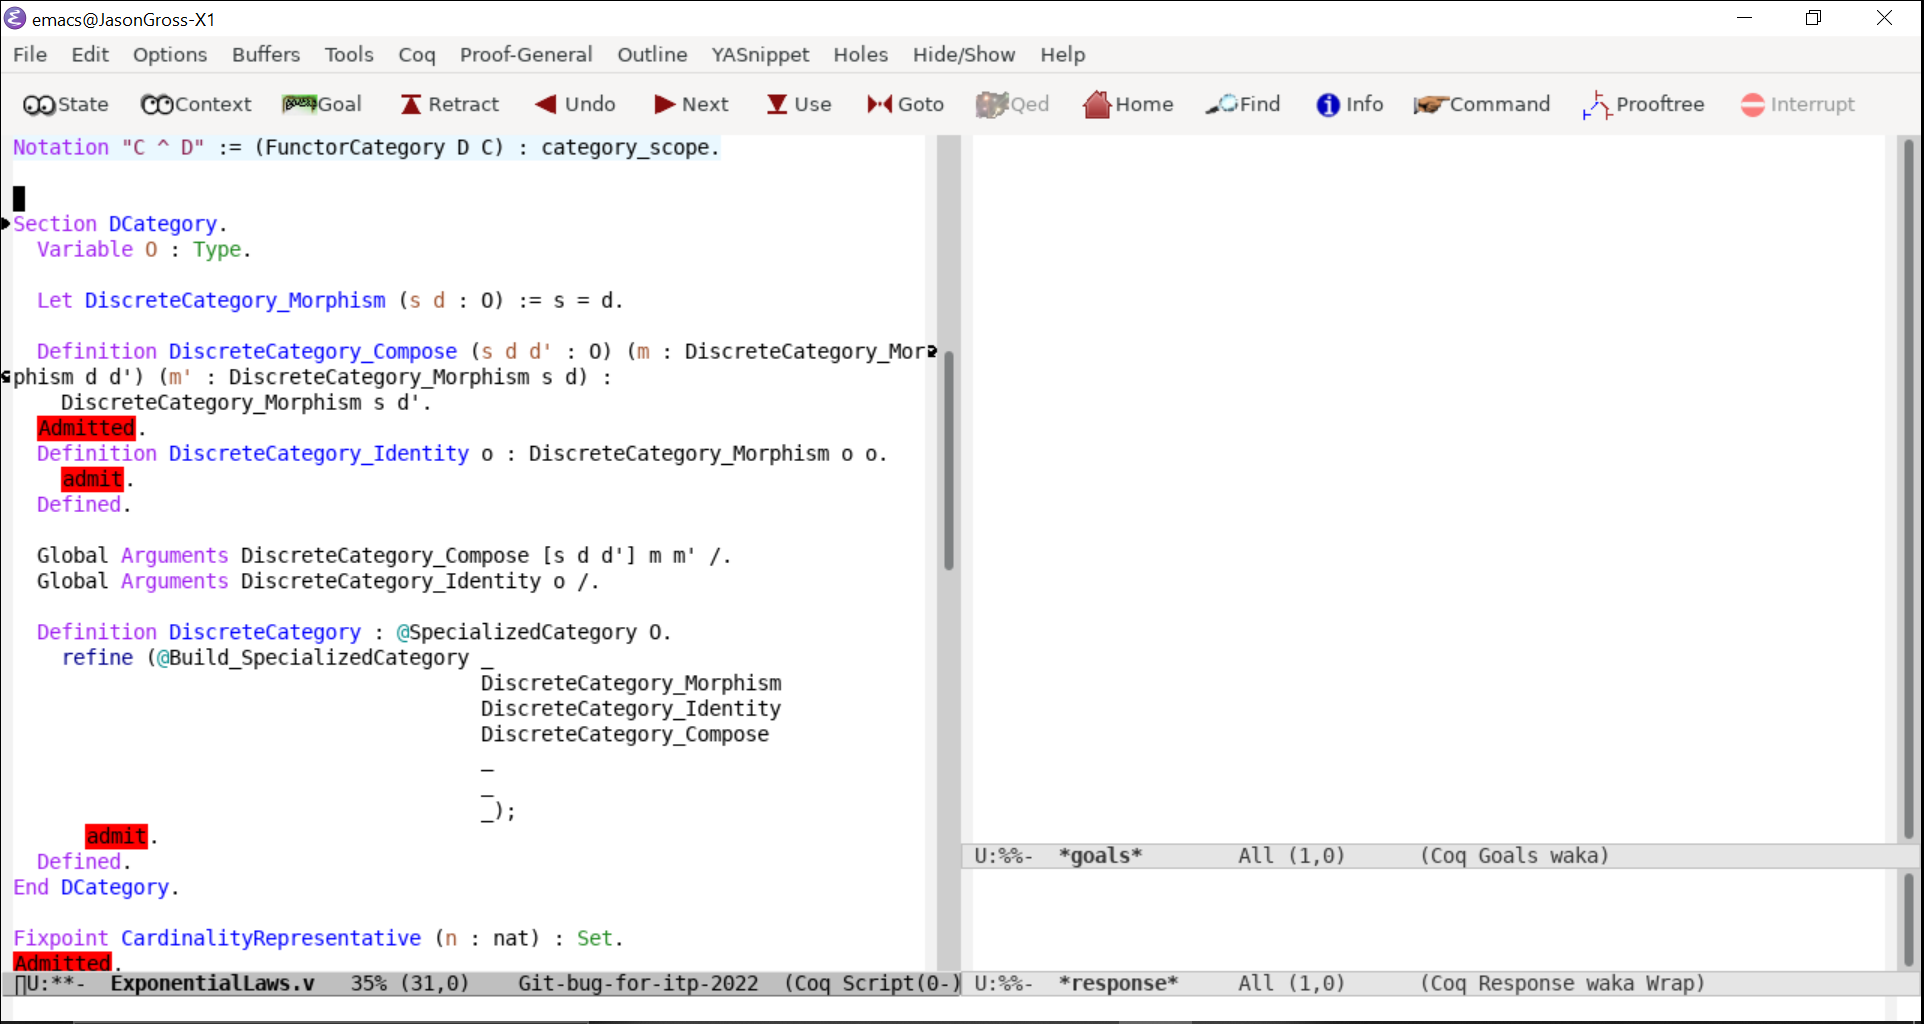 emacs@JasonGross-X1
File Edit Options Buffers Tools Coq Proof-General Outline YASnippet Holes Hide/Show Help
State Context Goal Retract Undo Next Use Goto Qed Home Find Info Command Prooftree Interrupt
Notation "C ^ D" := (FunctorCategory D C) : category_scope.
Section DCategory.
Variable O : Type.
Let DiscreteCategory_Morphism (s d : O) := s = d.
Definition DiscreteCategory_Compose (s d d' : O) (m : DiscreteCategory_Mor
phism d d') (m' : DiscreteCategory_Morphism s d) :
DiscreteCategory_Morphism s d'.
Admitted.
Definition DiscreteCategory_Identity o : DiscreteCategory_Morphism o o.
admit.
Defined.
Global Arguments DiscreteCategory_Compose [s d d'] m m' /.
Global Arguments DiscreteCategory_Identity o /.
Definition DiscreteCategory : @SpecializedCategory O.
refine (@Build_SpecializedCategory _
DiscreteCategory_Morphism
DiscreteCategory_Identity
DiscreteCategory_Compose
_
_
_);
admit.
Defined.
End DCategory.
Fixpoint CardinalityRepresentative (n : nat) : Set.
Admitted.
U:**- ExponentialLaws.v 35% (31,0) Git-bug-for-itp-2022 (Coq Script(0-)
U:%%- *goals* All (1,0) (Coq Goals waka)
U:%%- *response* All (1,0) (Coq Response waka Wrap)